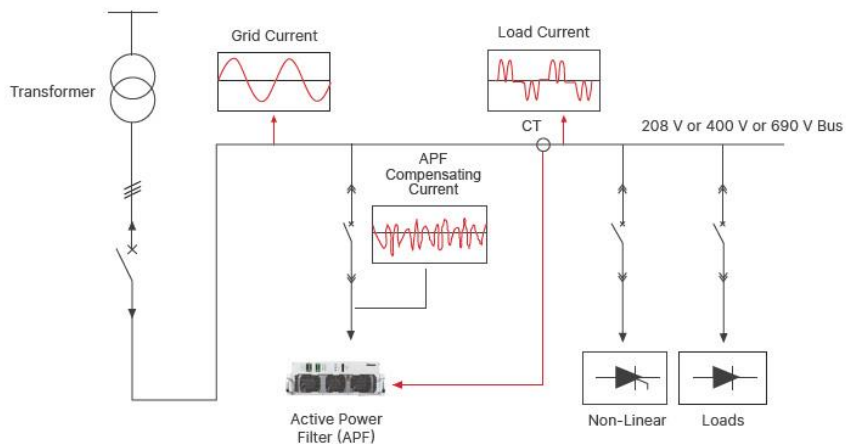 Grid Current
Load Current
Transformer
CT
208 V or 400 V or 690 V Bus
APF
Compensating
Current
Active Power
Filter (APF)
Non-Linear
Loads